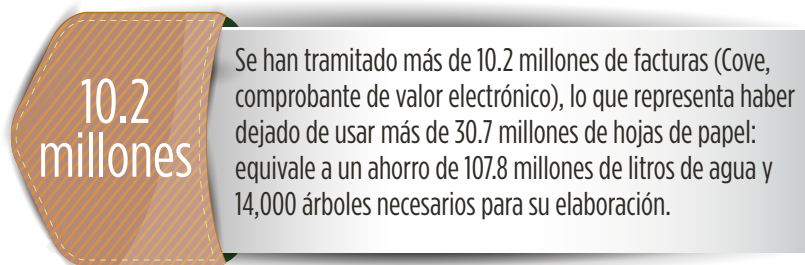 10.2
millones
Se han tramitado más de 10.2 millones de facturas (Cove,
comprobante de valor electrónico), lo que representa haber
dejado de usar más de 30.7 millones de hojas de papel:
equivale a un ahorro de 107.8 millones de litros de agua y
14,000 árboles necesarios para su elaboración.